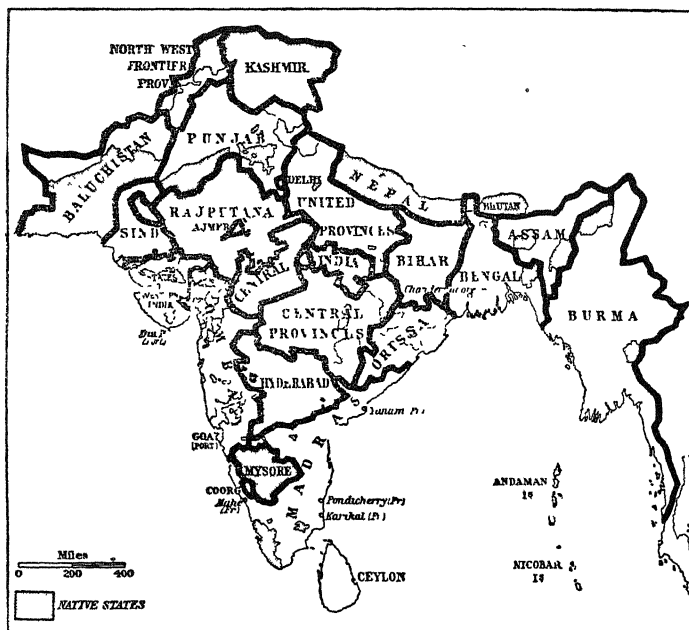 NORTH WEST
FRONTIER
PROV
KASHMIR
PUNJAB
BALUCHISTAN
DELHI
NEPAL
BHUTAN
RAJPUTANA
AJMER
UNITED
PROVINCES
SIND
ASSAM
CENTRAL
INDIA
BIHAR
BENGAL
INDIA
BURMA
CENTRAL
PROVINCES
ORISSA
HYDERABAD
Yanam Fr
GOA
(PORT)
MYSORE
MADRAS
COORG
Mahe
(Fr)
Pondicherry (Fr)
Karikal (Fr)
ANDAMAN
Is
NICOBAR
Is
CEYLON
Miles
0 200 400
NATIVE STATES